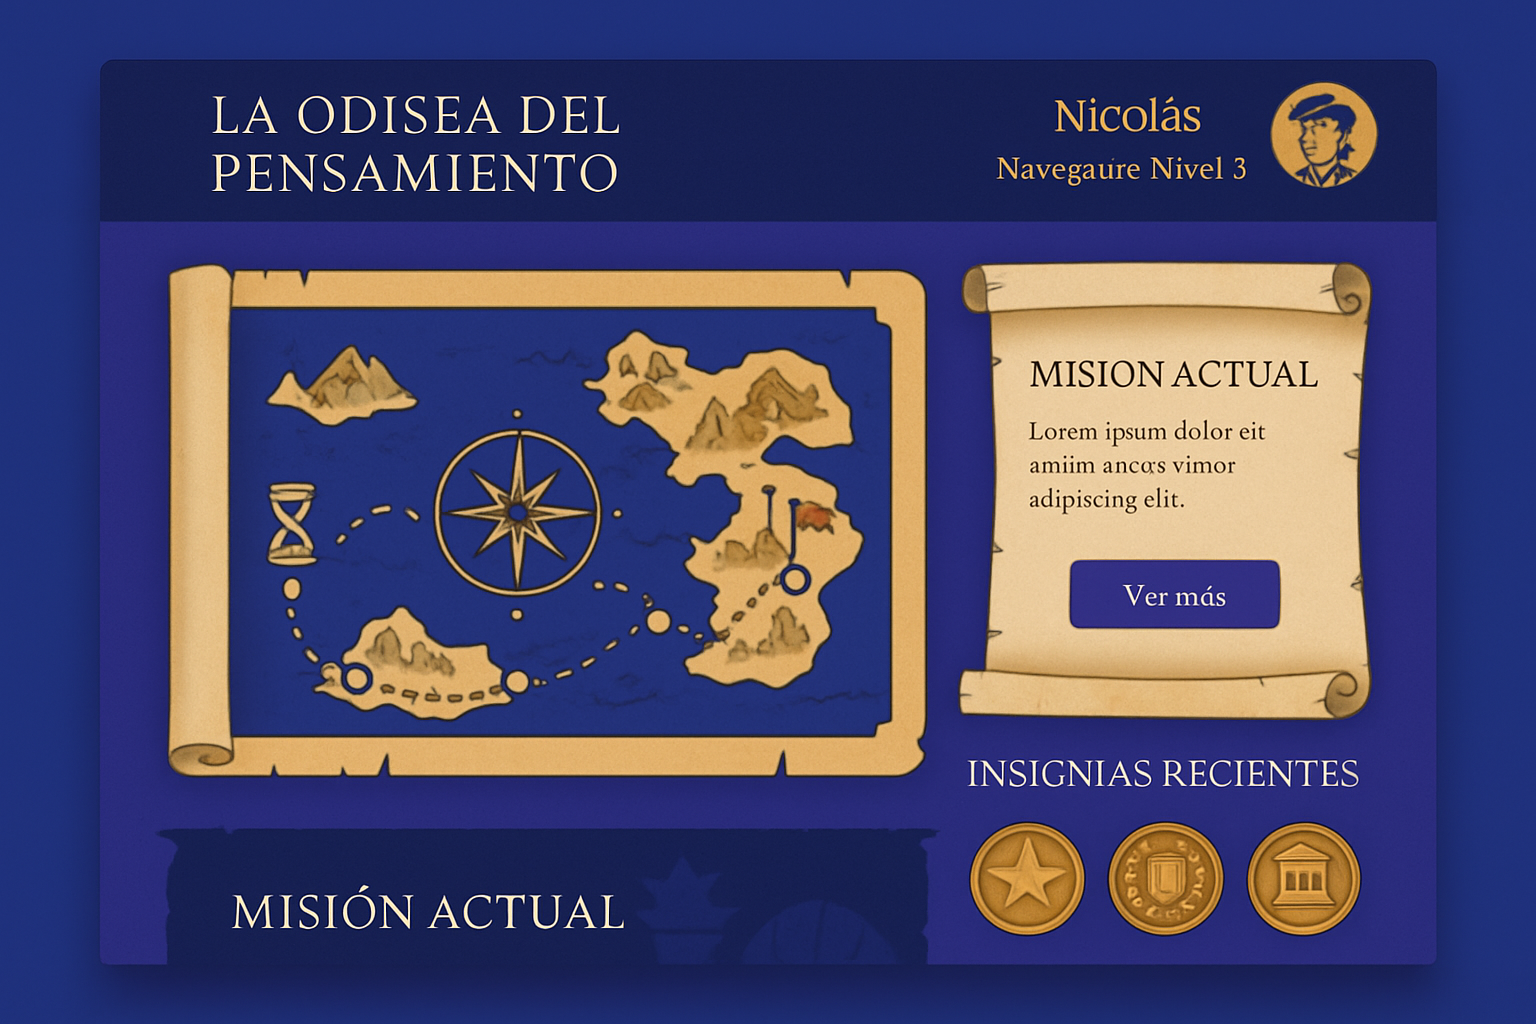 LA ODISEA DEL
PENSAMIENTO
Nicolás
Navegaure Nivel 3
MISION ACTUAL
Lorem ipsum dolor eit
amiim ancɑs vimor
adipiscing elit.
Ver más
INSIGNIAS RECIENTES
MISIÓN ACTUAL